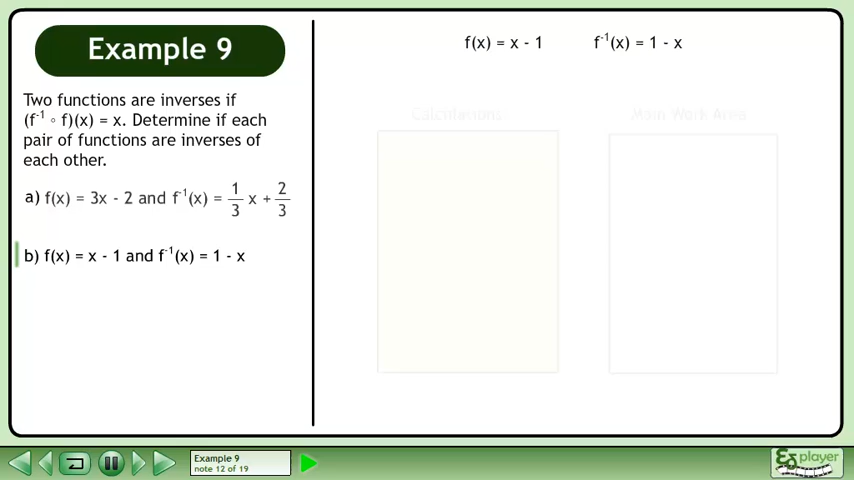 Example 9
Two functions are inverses if
(f⁻¹ ∘ f)(x) = x. Determine if each
pair of functions are inverses of
each other.
a) f(x) = 3x - 2 and f⁻¹(x) = 1/3 x + 2/3
b) f(x) = x - 1 and f⁻¹(x) = 1 - x
f(x) = x - 1 f⁻¹(x) = 1 - x
Calculations Main Work Area
Example 9
note 12 of 19
player